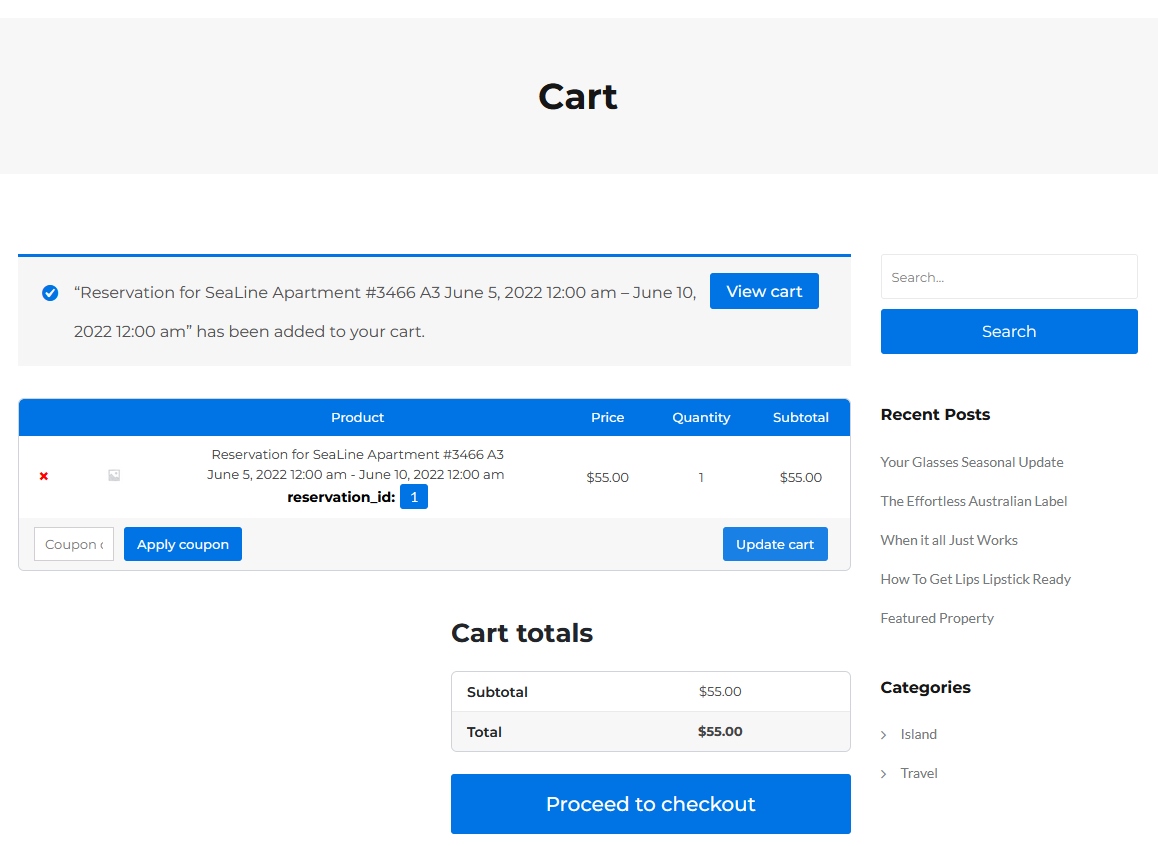 Cart
“Reservation for SeaLine Apartment #3466 A3 June 5, 2022 12:00 am – June 10,
2022 12:00 am” has been added to your cart.
View cart
Product Price Quantity Subtotal
Reservation for SeaLine Apartment #3466 A3
June 5, 2022 12:00 am - June 10, 2022 12:00 am
reservation_id: 1
$55.00 1 $55.00
Coupon c
Apply coupon
Update cart
Cart totals
Subtotal $55.00
Total $55.00
Proceed to checkout
Search...
Search
Recent Posts
Your Glasses Seasonal Update
The Effortless Australian Label
When it all Just Works
How To Get Lips Lipstick Ready
Featured Property
Categories
Island
Travel